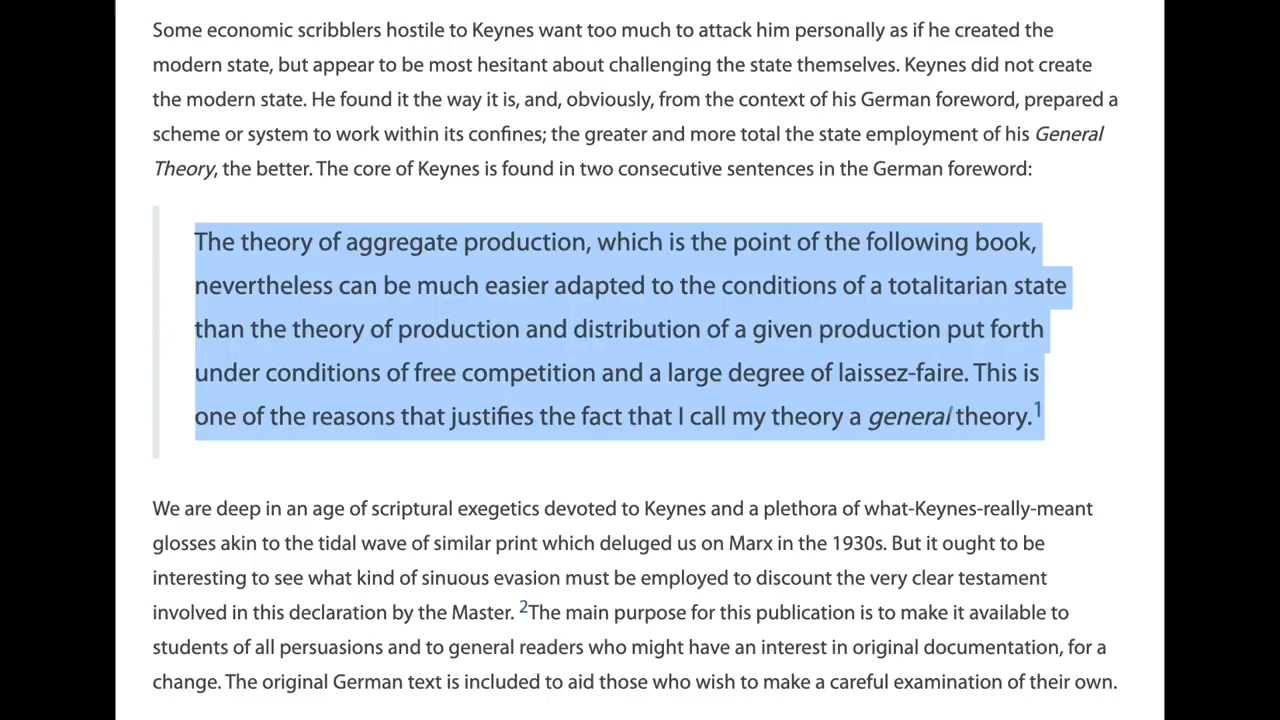 Some economic scribblers hostile to Keynes want too much to attack him personally as if he created the
modern state, but appear to be most hesitant about challenging the state themselves. Keynes did not create
the modern state. He found it the way it is, and, obviously, from the context of his German foreword, prepared a
scheme or system to work within its confines; the greater and more total the state employment of his General
Theory, the better. The core of Keynes is found in two consecutive sentences in the German foreword:
The theory of aggregate production, which is the point of the following book,
nevertheless can be much easier adapted to the conditions of a totalitarian state
than the theory of production and distribution of a given production put forth
under conditions of free competition and a large degree of laissez-faire. This is
one of the reasons that justifies the fact that I call my theory a general theory.1
We are deep in an age of scriptural exegetics devoted to Keynes and a plethora of what-Keynes-really-meant
glosses akin to the tidal wave of similar print which deluged us on Marx in the 1930s. But it ought to be
interesting to see what kind of sinuous evasion must be employed to discount the very clear testament
involved in this declaration by the Master. 2The main purpose for this publication is to make it available to
students of all persuasions and to general readers who might have an interest in original documentation, for a
change. The original German text is included to aid those who wish to make a careful examination of their own.